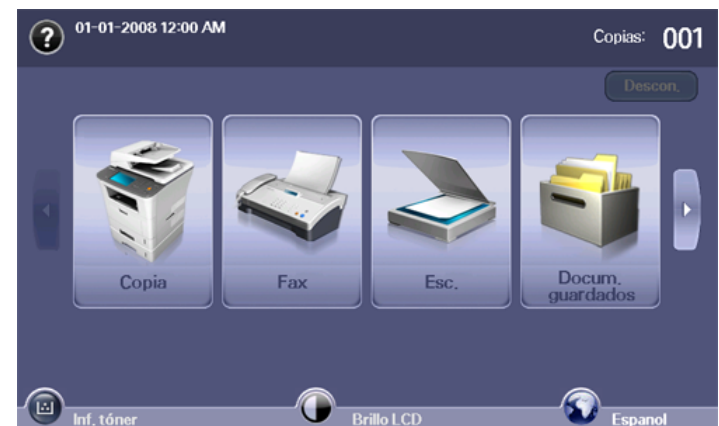 ?
01-01-2008 12:00 AM
Copias: 001
Descon.
Copia
Fax
Esc.
Docum.
guardados
Inf. tóner
Brillo LCD
Espanol